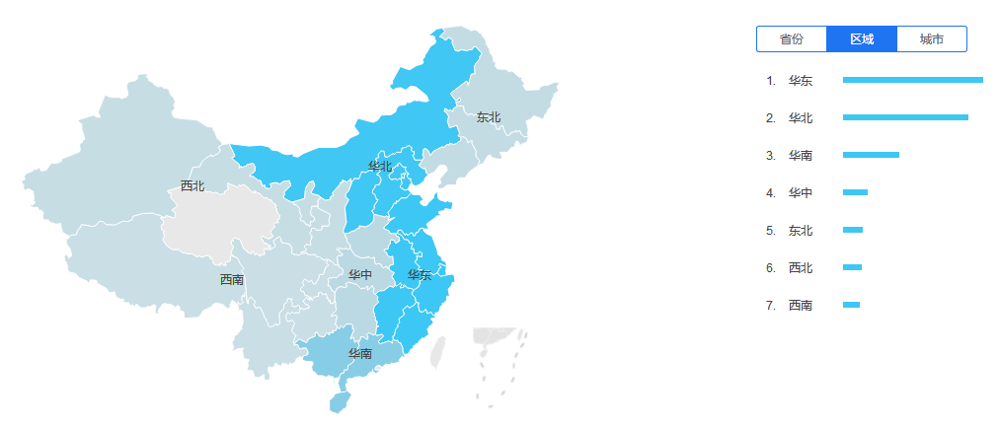 省份 区域 城市
1. 华东
2. 华北
3. 华南
4. 华中
5. 东北
6. 西北
7. 西南
东北
华北
西北
西南
华中
华东
华南